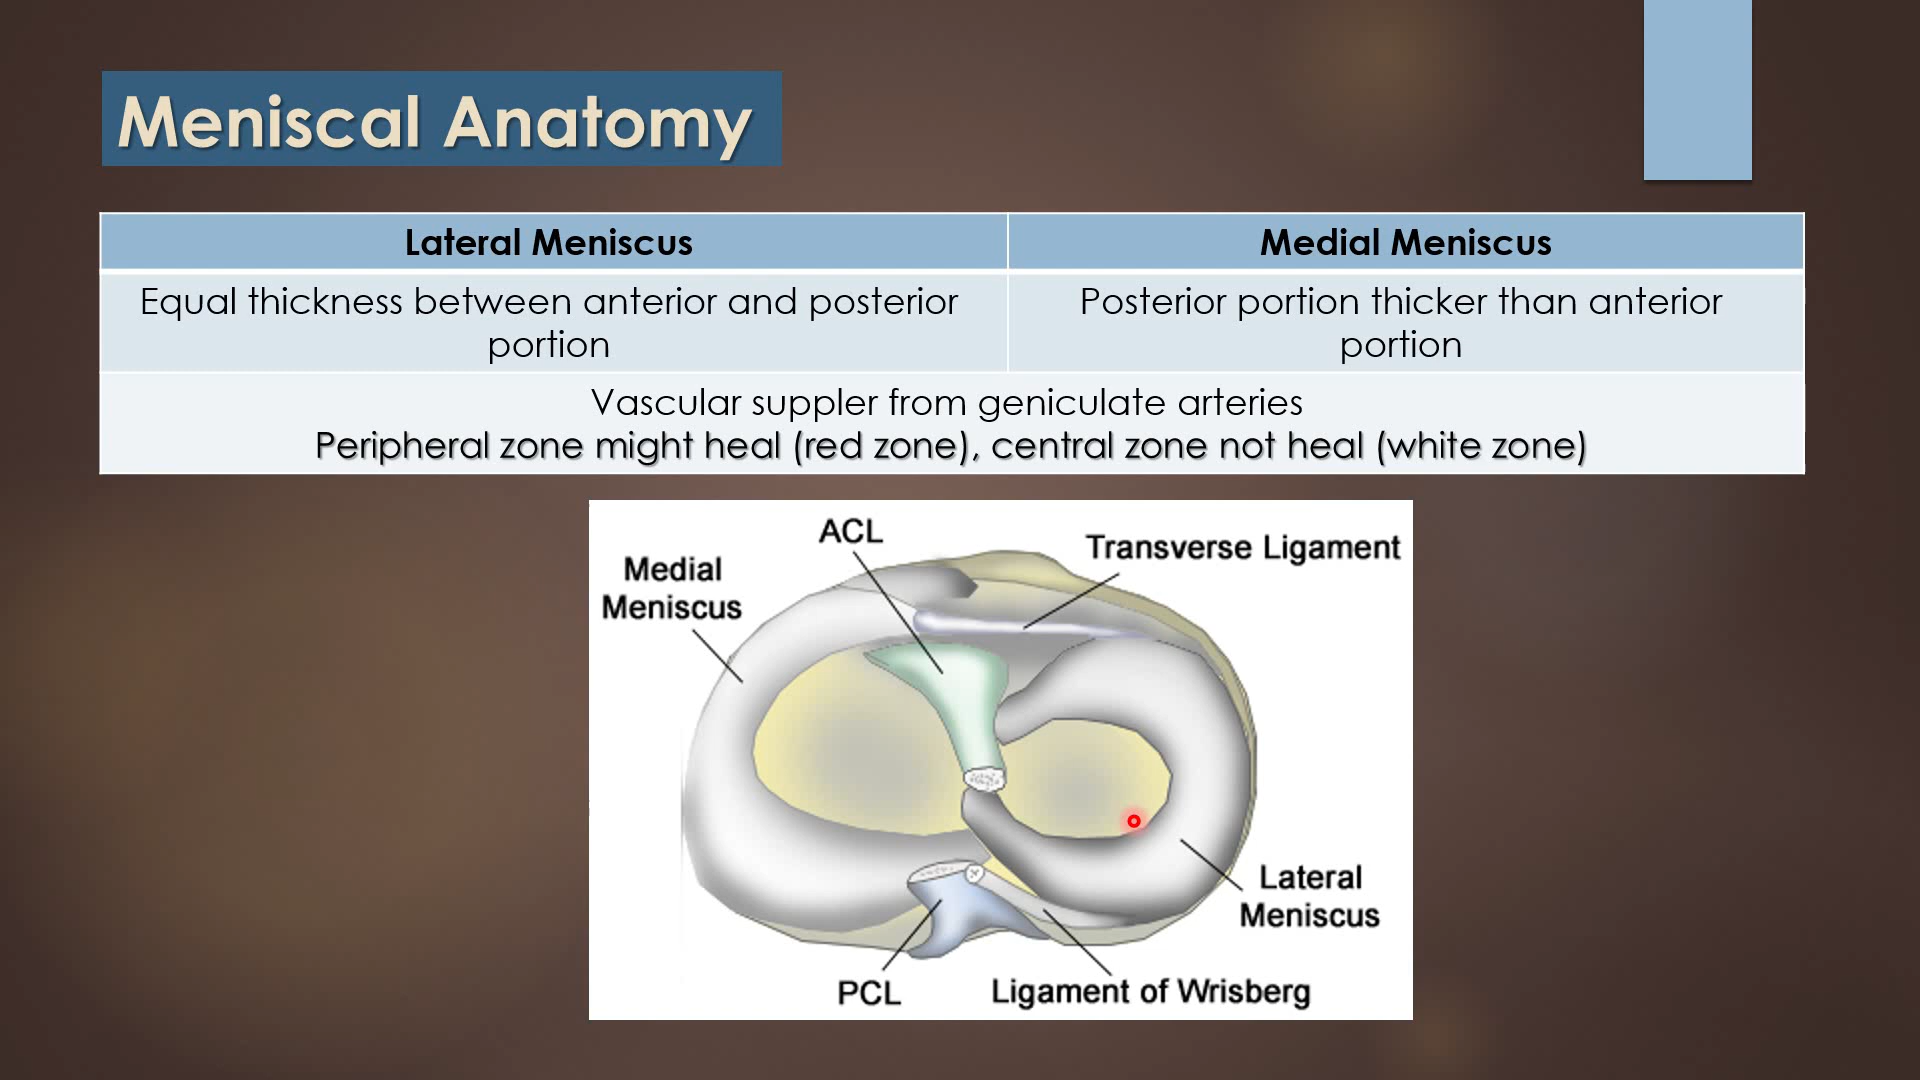 Meniscal Anatomy
Lateral Meniscus
Medial Meniscus
Equal thickness between anterior and posterior
portion
Posterior portion thicker than anterior
portion
Vascular suppler from geniculate arteries
Peripheral zone might heal (red zone), central zone not heal (white zone)
ACL
Transverse Ligament
Medial
Meniscus
Lateral
Meniscus
PCL
Ligament of Wrisberg